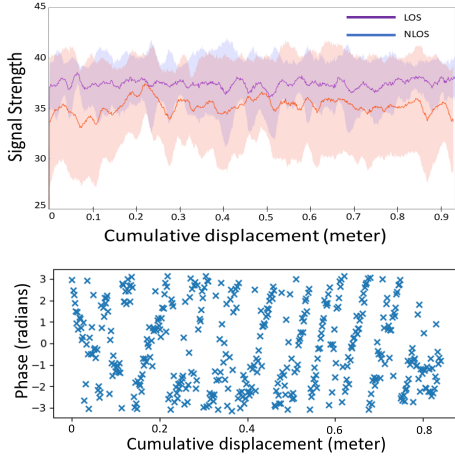 45
40
35
30
25
Signal Strength
LOS
NLOS
0 0.1 0.2 0.3 0.4 0.5 0.6 0.7 0.8 0.9
Cumulative displacement (meter)
3
2
1
0
−1
−2
−3
Phase (radians)
0 0.2 0.4 0.6 0.8
Cumulative displacement (meter)